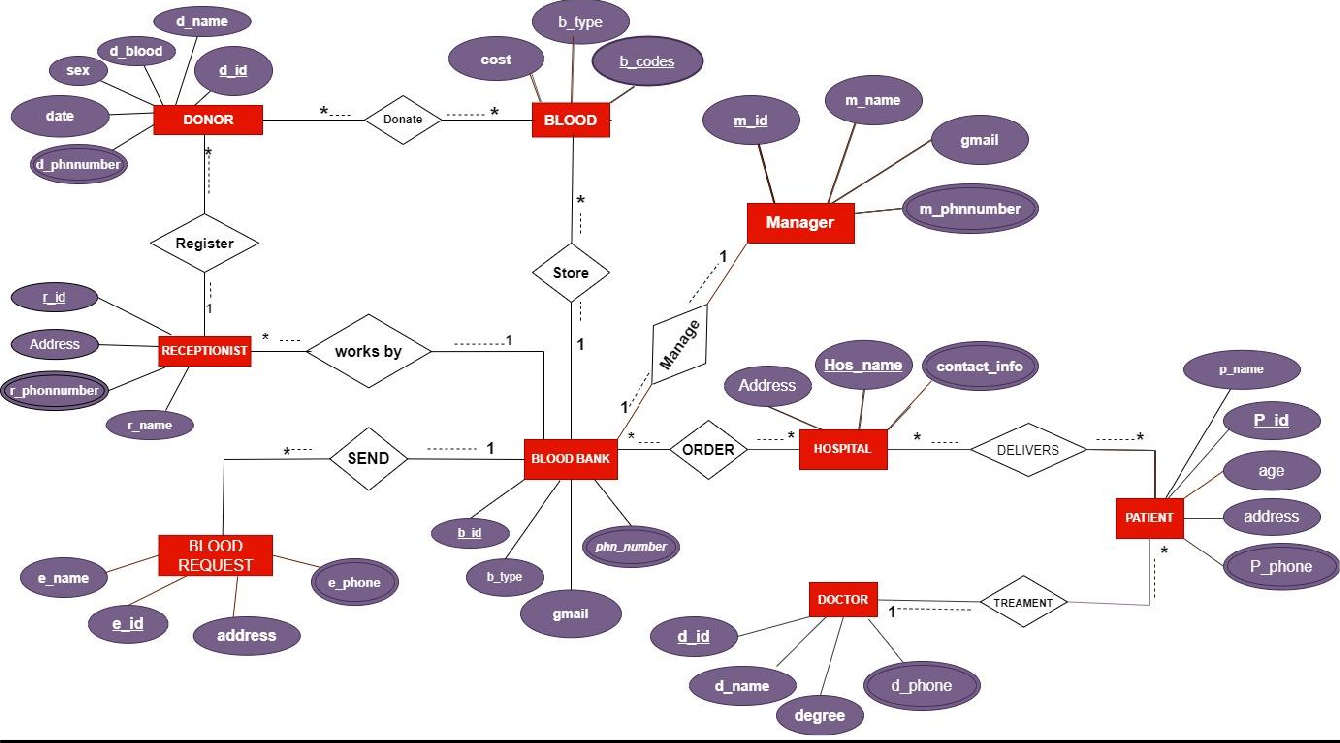 d_name
b_type
d_blood
sex
d_id
cost
b_codes
date
DONOR
*
Donate
*
BLOOD
m_id
m_name
gmail
d_phnnumber
*
*
Manager
m_phnnumber
Register
Store
1
r_id
1
Address
RECEPTIONIST
*
works by
1
1
Manage
r_phonnumber
r_name
1
Address
Hos_name
contact_info
p_name
P_id
*
SEND
1
BLOOD BANK
*
ORDER
*
HOSPITAL
*
DELIVERS
*
age
PATIENT
address
b_id
phn_number
BLOOD
REQUEST
*
P_phone
e_name
e_phone
b_type
gmail
DOCTOR
1
TREAMENT
e_id
address
d_id
d_name
d_phone
degree